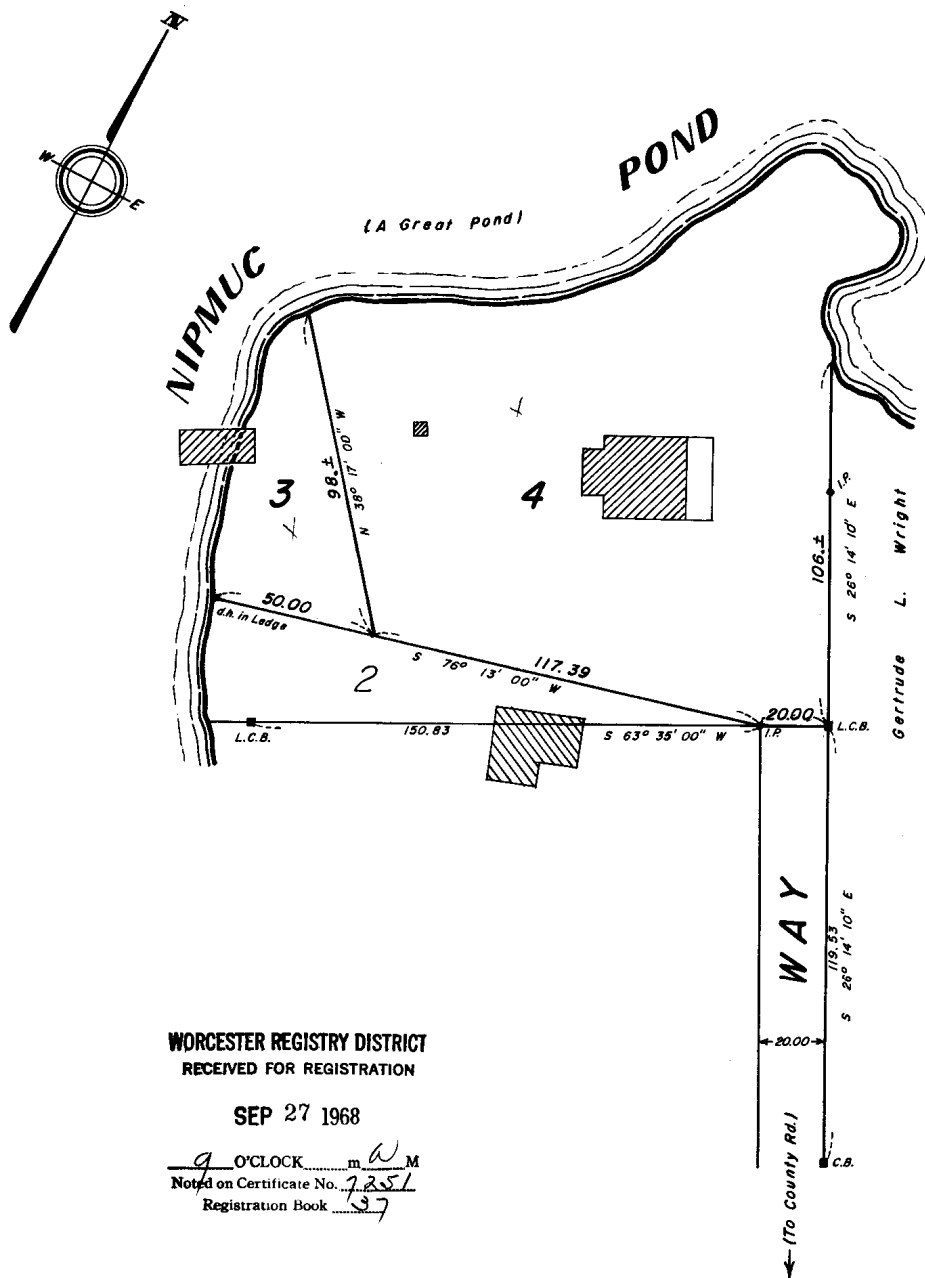 N
W
E
NIPMUC
POND
(A Great Pond)
3
98.±
N 38° 17' 00" W
4
I.P.
106.±
S 26° 14' 10" E
Gertrude L. Wright
50.00
d.h. in Ledge
117.39
S 76° 13' 00" W
2
20.00
L.C.B.
150.83
S 63° 35' 00" W
I.P.
L.C.B.
WAY
119.53
S 26° 14' 10" E
20.00
(To County Rd.)
C.B.
WORCESTER REGISTRY DISTRICT
RECEIVED FOR REGISTRATION
SEP 27 1968
9 O'CLOCK m A M
Noted on Certificate No. 7251
Registration Book 37